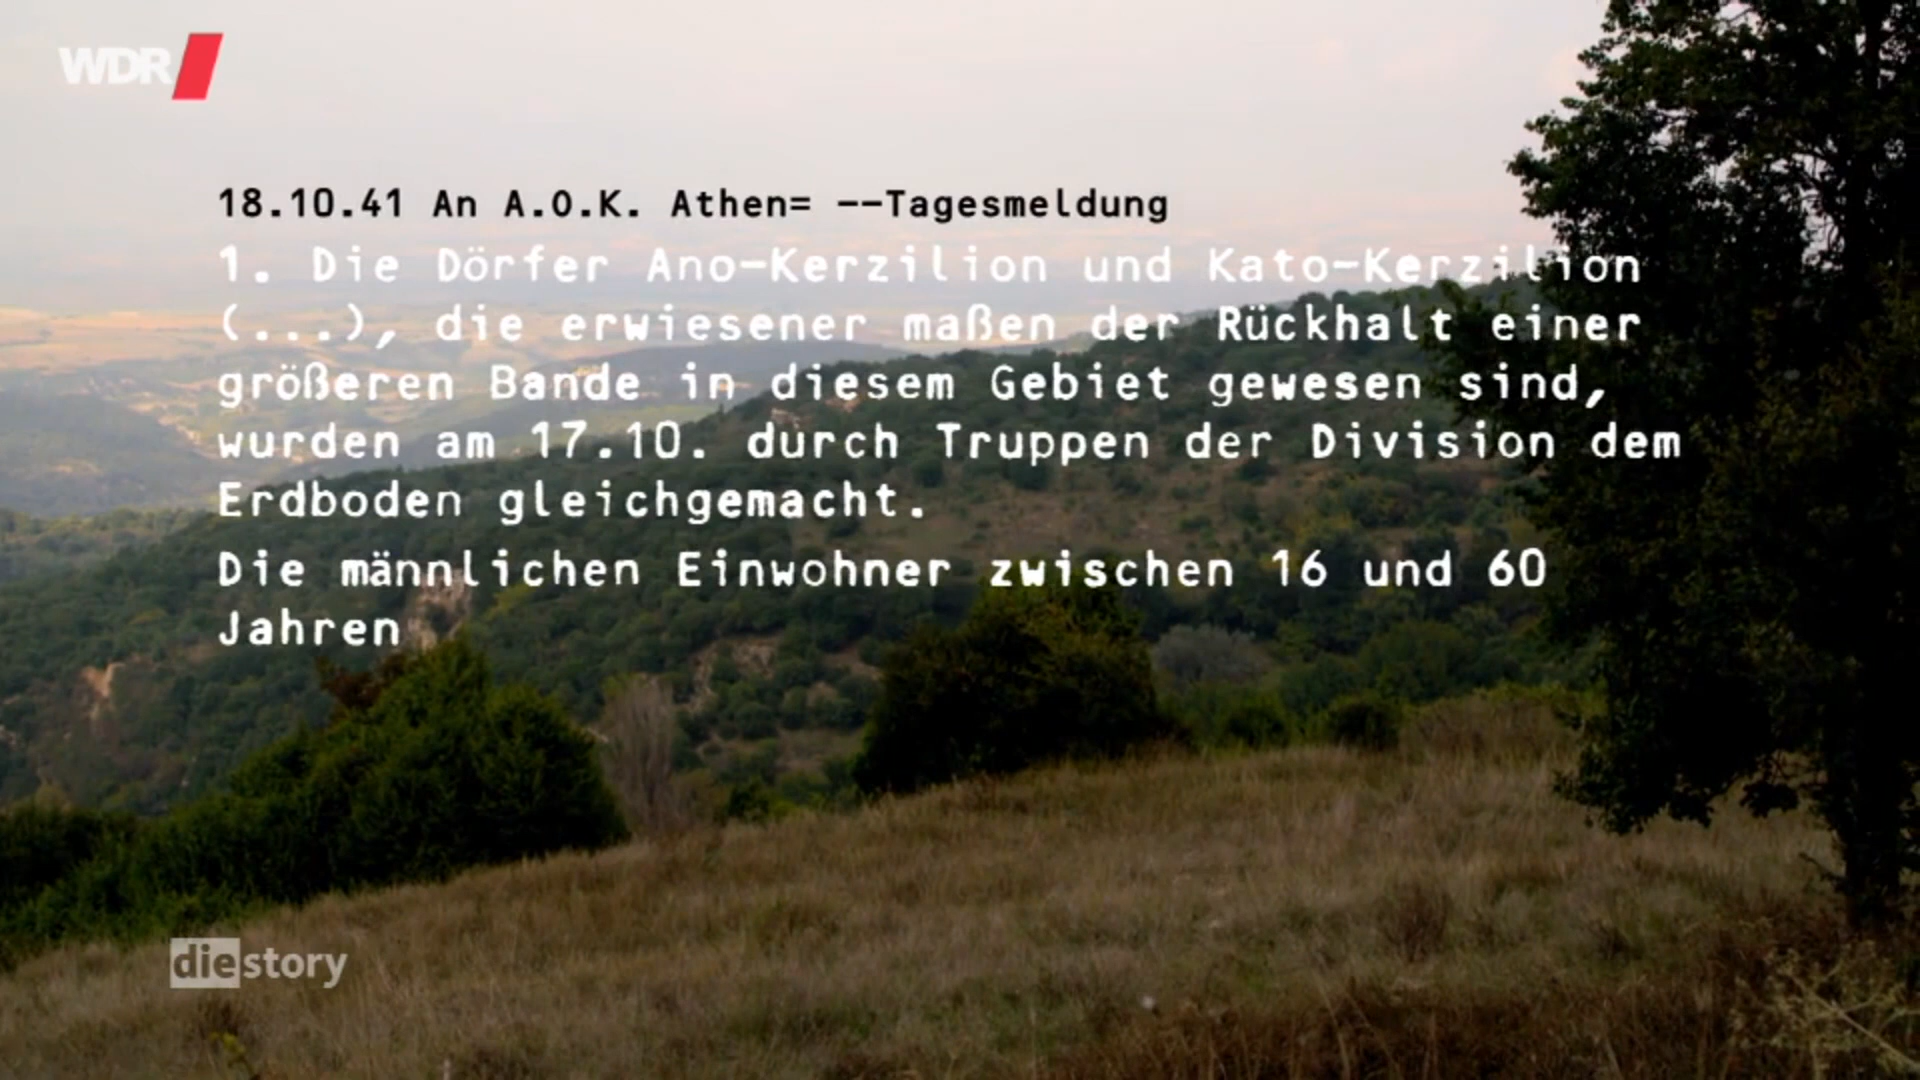 WDR
18.10.41 An A.O.K. Athen= --Tagesmeldung
1. Die Dörfer Ano-Kerzilion und Kato-Kerzilion
(...), die erwiesener maßen der Rückhalt einer
größeren Bande in diesem Gebiet gewesen sind,
wurden am 17.10. durch Truppen der Division dem
Erdboden gleichgemacht.
Die männlichen Einwohner zwischen 16 und 60
Jahren
diestory